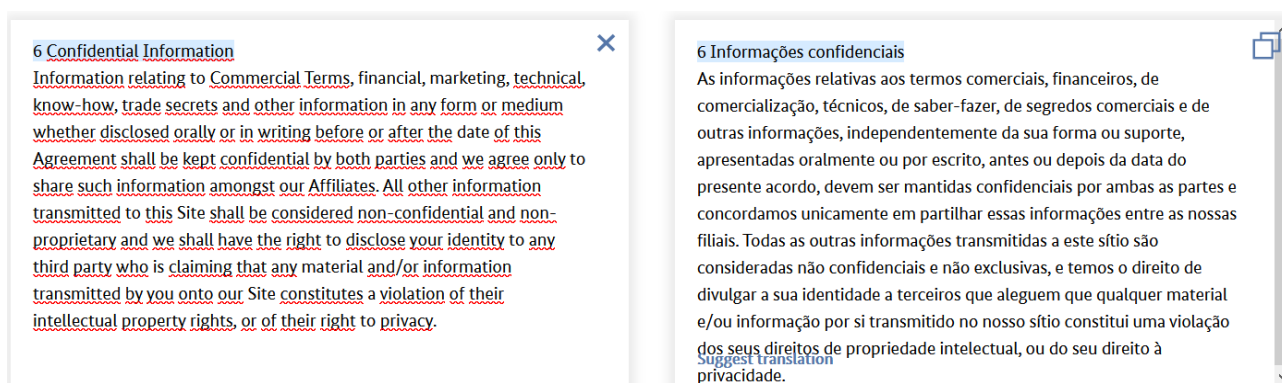 6 Confidential Information
Information relating to Commercial Terms, financial, marketing, technical,
know-how, trade secrets and other information in any form or medium
whether disclosed orally or in writing before or after the date of this
Agreement shall be kept confidential by both parties and we agree only to
share such information amongst our Affiliates. All other information
transmitted to this Site shall be considered non-confidential and non-
proprietary and we shall have the right to disclose your identity to any
third party who is claiming that any material and/or information
transmitted by you onto our Site constitutes a violation of their
intellectual property rights, or of their right to privacy.
6 Informações confidenciais
As informações relativas aos termos comerciais, financeiros, de
comercialização, técnicos, de saber-fazer, de segredos comerciais e de
outras informações, independentemente da sua forma ou suporte,
apresentadas oralmente ou por escrito, antes ou depois da data do
presente acordo, devem ser mantidas confidenciais por ambas as partes e
concordamos unicamente em partilhar essas informações entre as nossas
filiais. Todas as outras informações transmitidas a este sítio são
consideradas não confidenciais e não exclusivas, e temos o direito de
divulgar a sua identidade a terceiros que aleguem que qualquer material
e/ou informação por si transmitido no nosso sítio constitui uma violação
dos seus direitos de propriedade intelectual, ou do seu direito à
Suggest translation
privacidade.